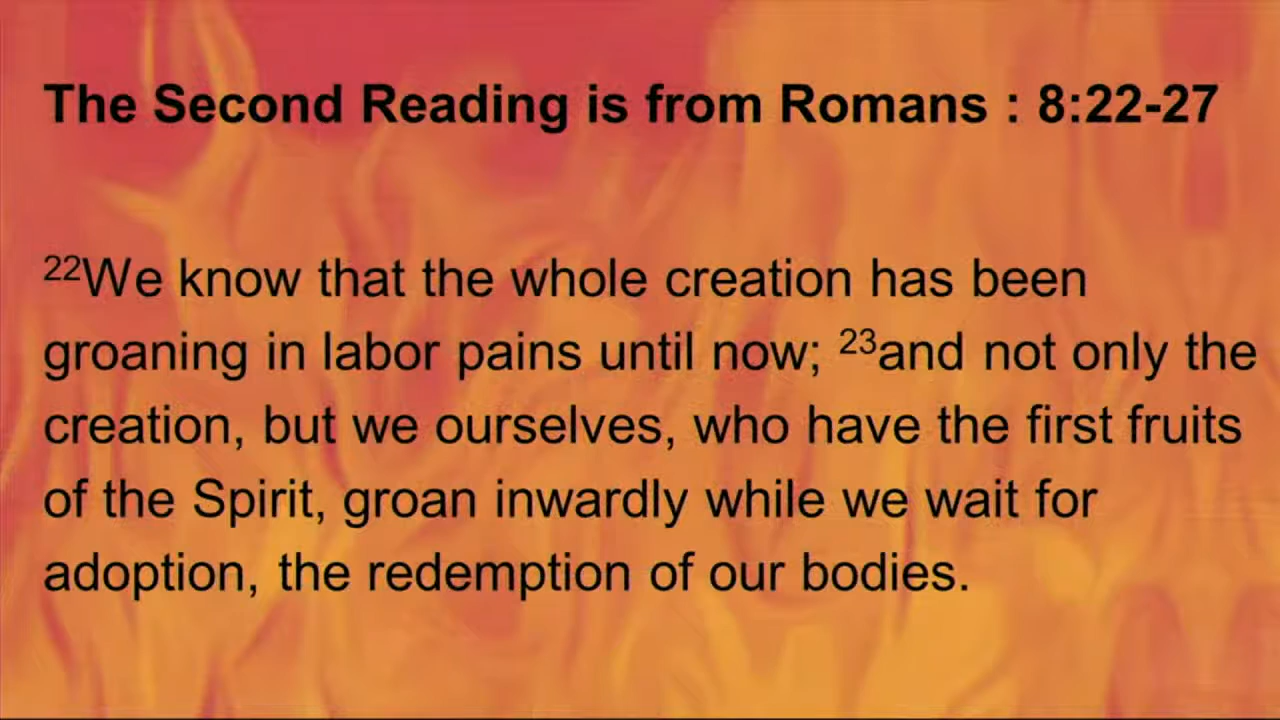 The Second Reading is from Romans : 8:22-27
²²We know that the whole creation has been
groaning in labor pains until now; ²³and not only the
creation, but we ourselves, who have the first fruits
of the Spirit, groan inwardly while we wait for
adoption, the redemption of our bodies.